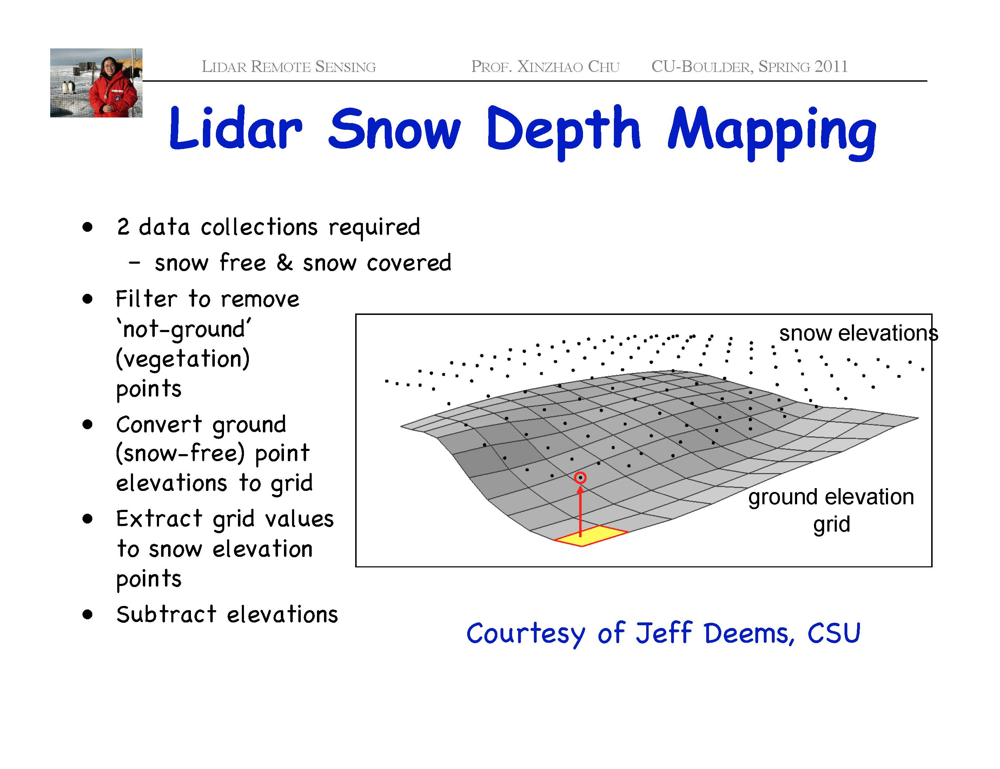 LIDAR REMOTE SENSING PROF. XINZHAO CHU CU-BOULDER, SPRING 2011
Lidar Snow Depth Mapping
• 2 data collections required
– snow free & snow covered
• Filter to remove
‘not-ground’
(vegetation)
points
• Convert ground
(snow-free) point
elevations to grid
• Extract grid values
to snow elevation
points
• Subtract elevations
snow elevations
ground elevation
grid
Courtesy of Jeff Deems, CSU